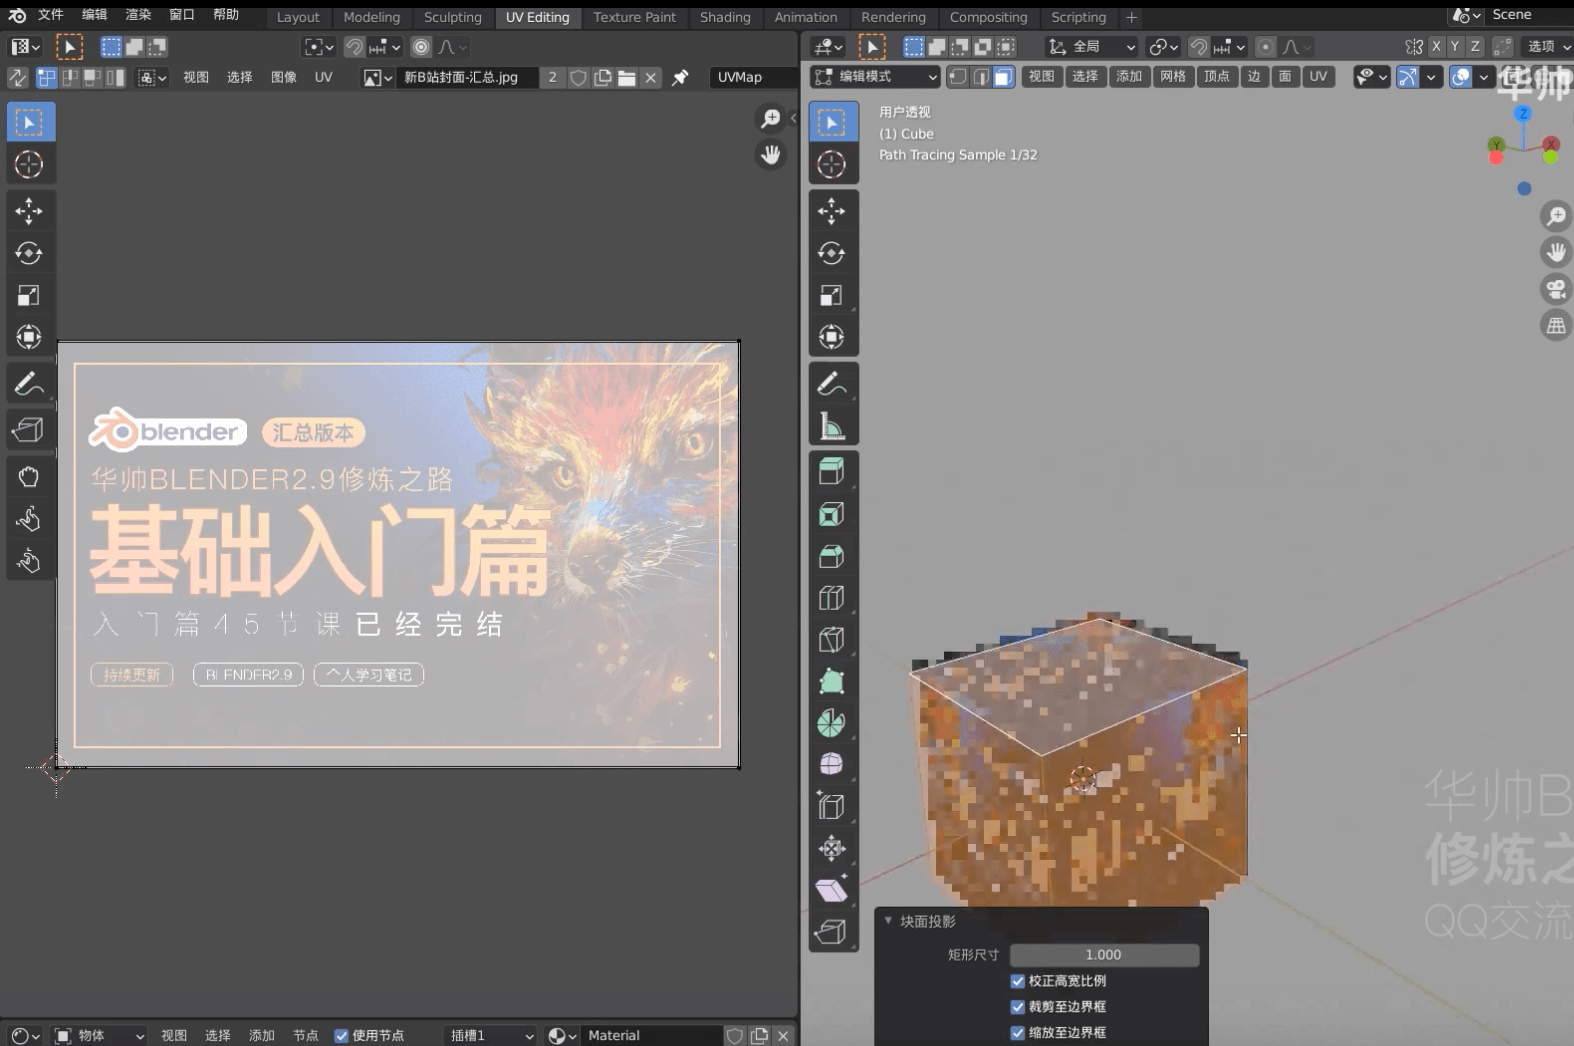 文件 编辑 渲染 窗口 帮助 Layout Modeling Sculpting UV Editing Texture Paint Shading Animation Rendering Compositing Scripting + Scene
全局 X Y Z 选项
视图 选择 图像 UV 新B站封面-汇总.jpg 2 UVMap
编辑模式 视图 选择 添加 网格 顶点 边 面 UV
华帅
用户透视
(1) Cube
Path Tracing Sample 1/32
Z
Y X
blender 汇总版本
华帅BLENDER2.9修炼之路
基础入门篇
入门篇45节课已经完结
持续更新 BLENDER2.9 个人学习笔记
华帅B
修炼之
QQ交流
块面投影
矩形尺寸 1.000
校正高宽比例
裁剪至边界框
缩放至边界框
物体 视图 选择 添加 节点 使用节点 插槽1 Material